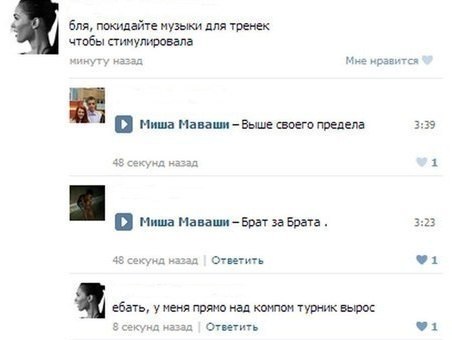 бля, покидайте музыки для тренек
чтобы стимулировала
минуту назад Мне нравится
Миша Маваши – Выше своего предела 3:39
48 секунд назад 1
Миша Маваши – Брат за Брата . 3:23
48 секунд назад | Ответить 1
ебать, у меня прямо над компом турник вырос
8 секунд назад | Ответить 1